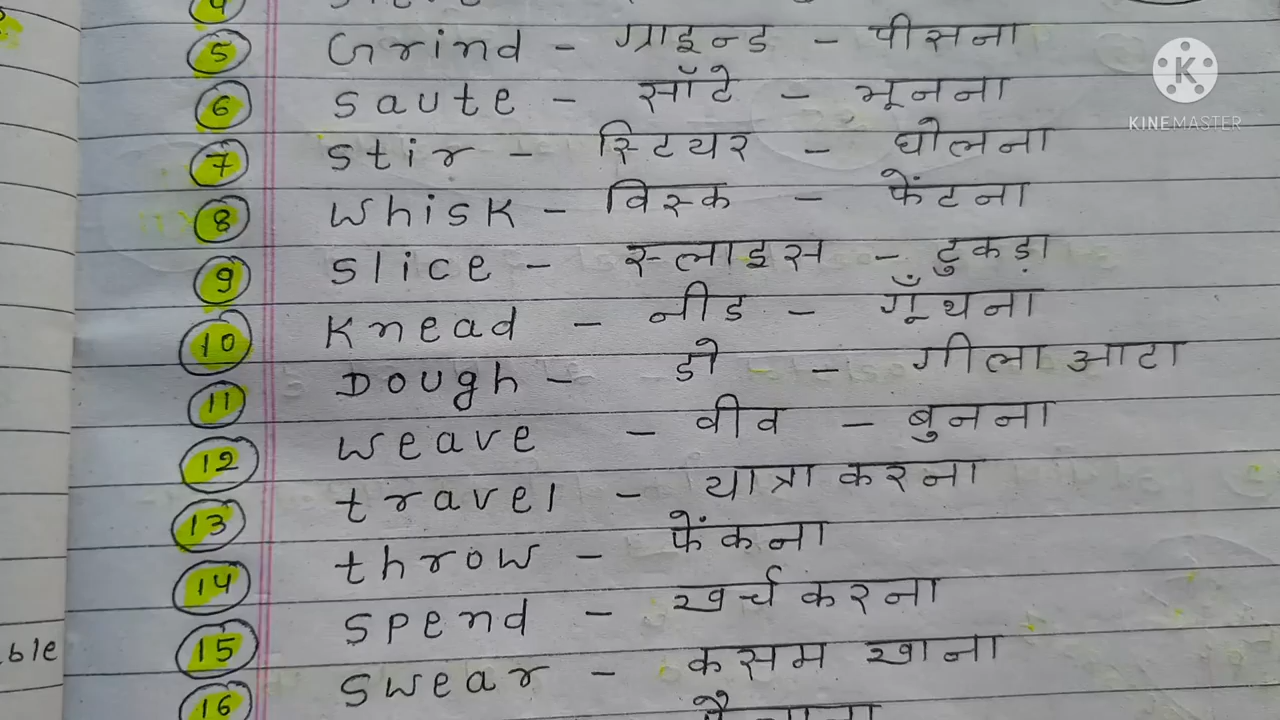 4
5 Grind - ग्राइन्ड - पीसना
6 saute - सॉटे - भूनना
7 stir - स्टियर - घोलना
8 whisk - विस्क - फेंटना
9 slice - स्लाइस - टुकड़ा
10 Knead - नीड - गूँथना
11 Dough - डो - गीला आटा
12 weave - वीव - बुनना
13 travel - यात्रा करना
14 throw - फेंकना
15 spend - खर्च करना
16 swear - कसम खाना
ble
KINEMASTER